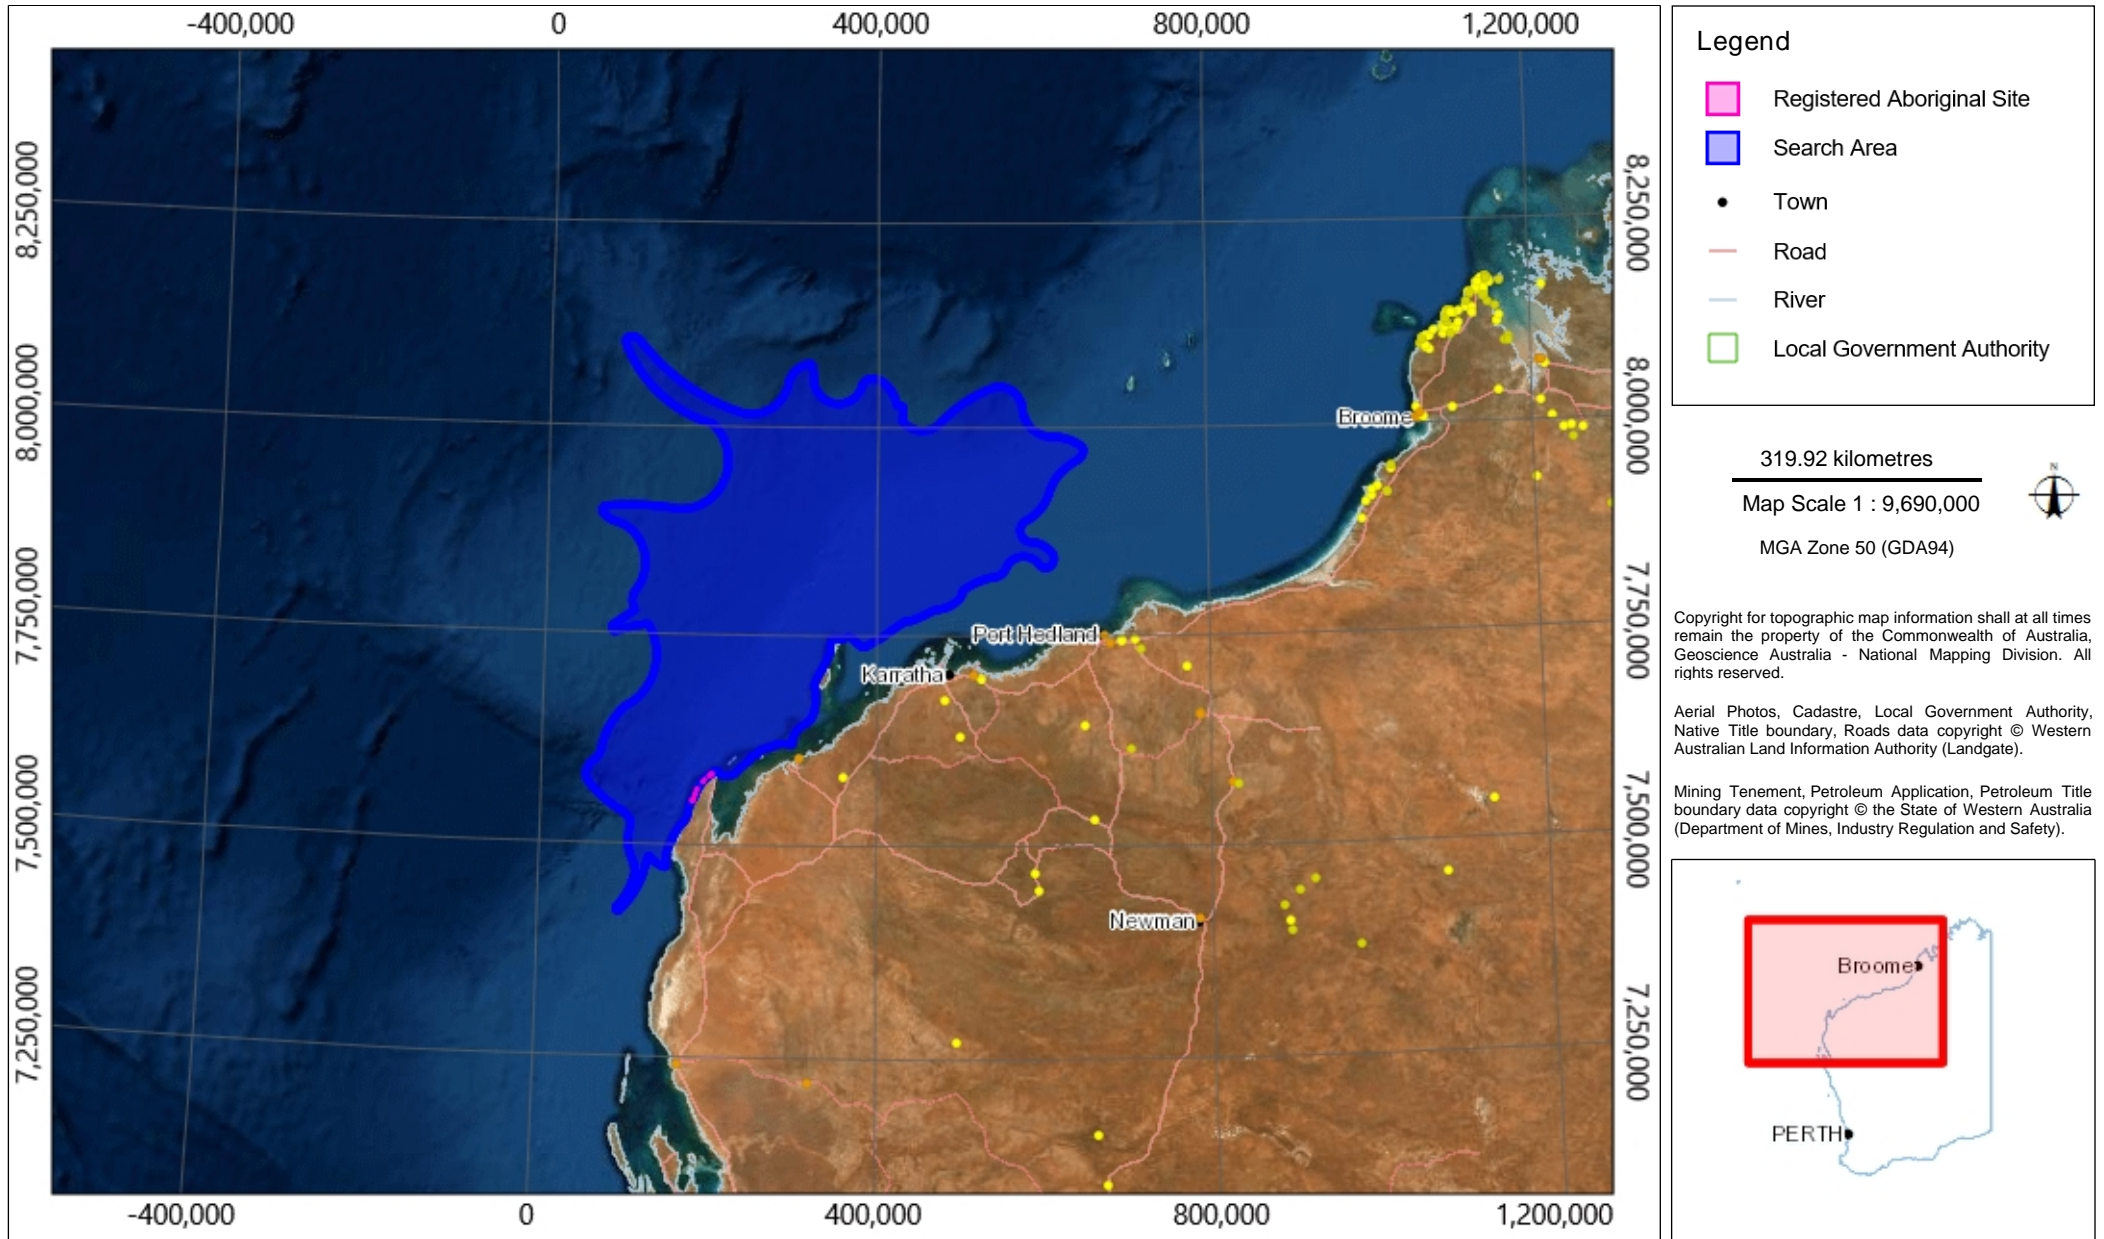 -400,000 0 400,000 800,000 1,200,000
8,250,000
8,000,000
7,750,000
7,500,000
7,250,000
Broome
Port Hedland
Karratha
Newman
8,250,000
8,000,000
7,750,000
7,500,000
7,250,000
-400,000 0 400,000 800,000 1,200,000
Legend
Registered Aboriginal Site
Search Area
Town
Road
River
Local Government Authority
319.92 kilometres
Map Scale 1 : 9,690,000
N
MGA Zone 50 (GDA94)
Copyright for topographic map information shall at all times
remain the property of the Commonwealth of Australia,
Geoscience Australia - National Mapping Division. All
rights reserved.
Aerial Photos, Cadastre, Local Government Authority,
Native Title boundary, Roads data copyright © Western
Australian Land Information Authority (Landgate).
Mining Tenement, Petroleum Application, Petroleum Title
boundary data copyright © the State of Western Australia
(Department of Mines, Industry Regulation and Safety).
Broome
PERTH